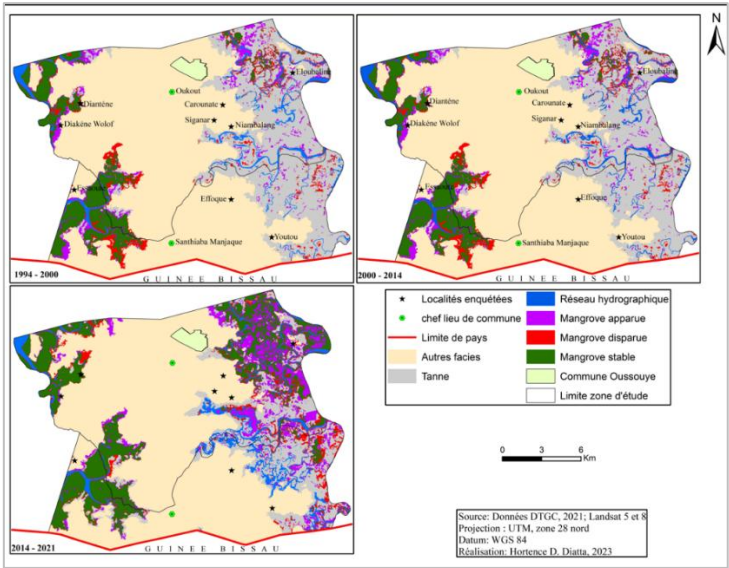 N
Eloubaline
Oukout
Diantène
Carounate
Diakène Wolof
Siganar
Niambalang
Effoque
Youtou
Santhiaba Manjaque
1994 - 2000
GUINEE BISSAU
Eloubaline
Oukout
Diantène
Carounate
Diakène Wolof
Siganar
Niambalang
Effoque
Youtou
Santhiaba Manjaque
2000 - 2014
GUINEE BISSAU
2014 - 2021
GUINEE BISSAU
Localités enquêtées
chef lieu de commune
Limite de pays
Autres facies
Tanne
Réseau hydrographique
Mangrove apparue
Mangrove disparue
Mangrove stable
Commune Oussouye
Limite zone d'étude
6 3 0 6
Km
Source: Données DTGC, 2021; Landsat 5 et 8
Projection : UTM, zone 28 nord
Datum: WGS 84
Réalisation: Hortence D. Diatta, 2023